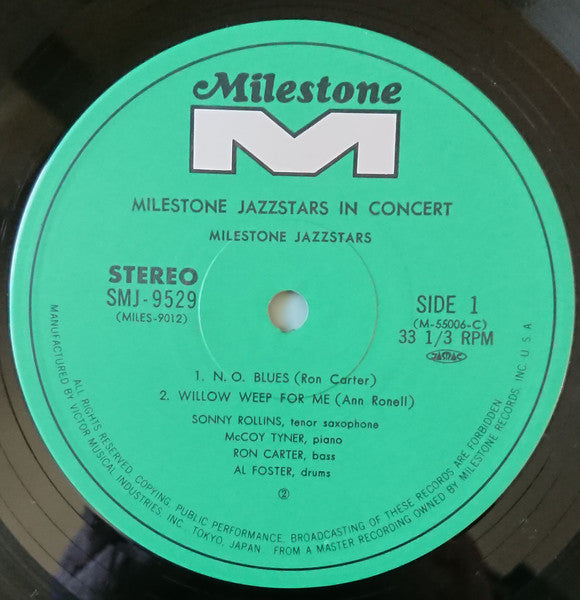 Milestone
M
MILESTONE JAZZSTARS IN CONCERT
MILESTONE JAZZSTARS
STEREO
SMJ-9529
(MILES-9012)
SIDE 1
(M-55006-C)
33 1/3 RPM
JASRAC
1. N. O. BLUES (Ron Carter)
2. WILLOW WEEP FOR ME (Ann Ronell)
SONNY ROLLINS, tenor saxophone
McCOY TYNER, piano
RON CARTER, bass
AL FOSTER, drums
②
ALL RIGHTS RESERVED. COPYING, PUBLIC PERFORMANCE, BROADCASTING OF THESE RECORDS ARE FORBIDDEN
MANUFACTURED BY VICTOR MUSICAL INDUSTRIES, INC. TOKYO, JAPAN FROM A MASTER RECORDING OWNED BY MILESTONE RECORDS, INC. U. S. A